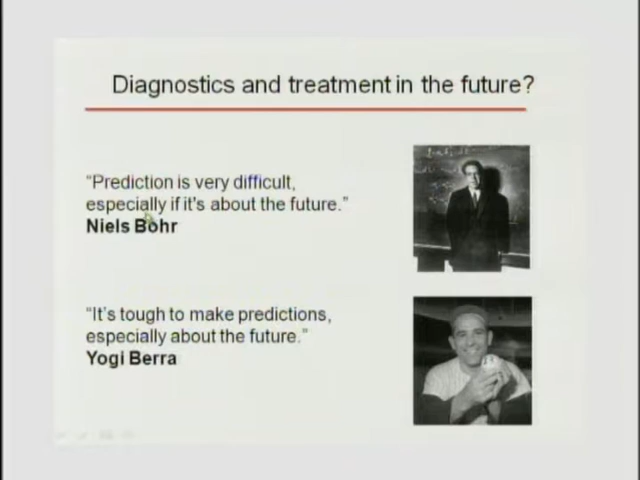 Diagnostics and treatment in the future?
“Prediction is very difficult,
especially if it's about the future.”
Niels Bohr
“It’s tough to make predictions,
especially about the future.”
Yogi Berra